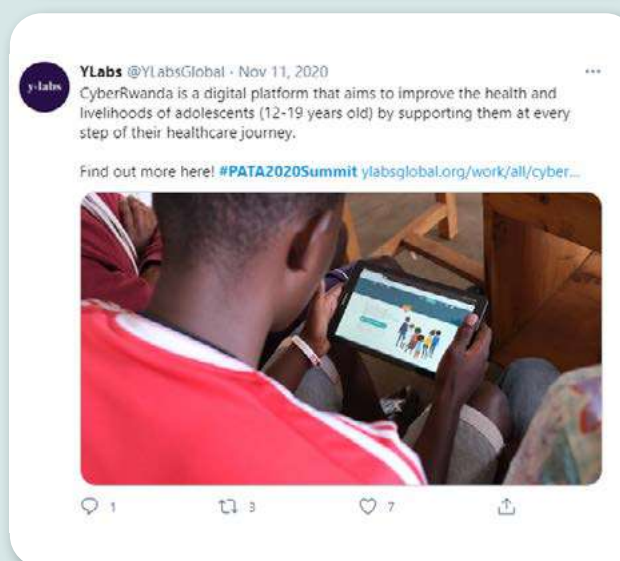 y·labs
YLabs @YLabsGlobal · Nov 11, 2020
CyberRwanda is a digital platform that aims to improve the health and
livelihoods of adolescents (12-19 years old) by supporting them at every
step of their healthcare journey.
Find out more here! #PATA2020Summit ylabsglobal.org/work/all/cyber...
1
3
7